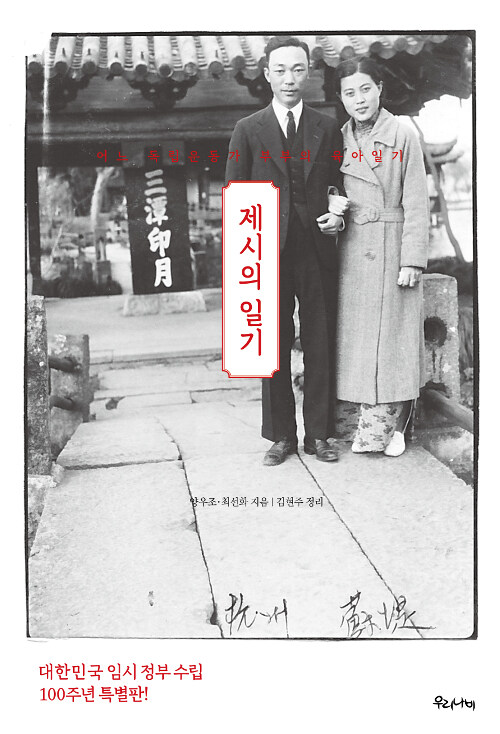 어느 독립운동가 부부의 육아일기
三潭印月
제시의 일기
양우조·최선화 지음 | 김현주 정리
杭州 蘇堤
대한민국 임시 정부 수립
100주년 특별판!
우리나비